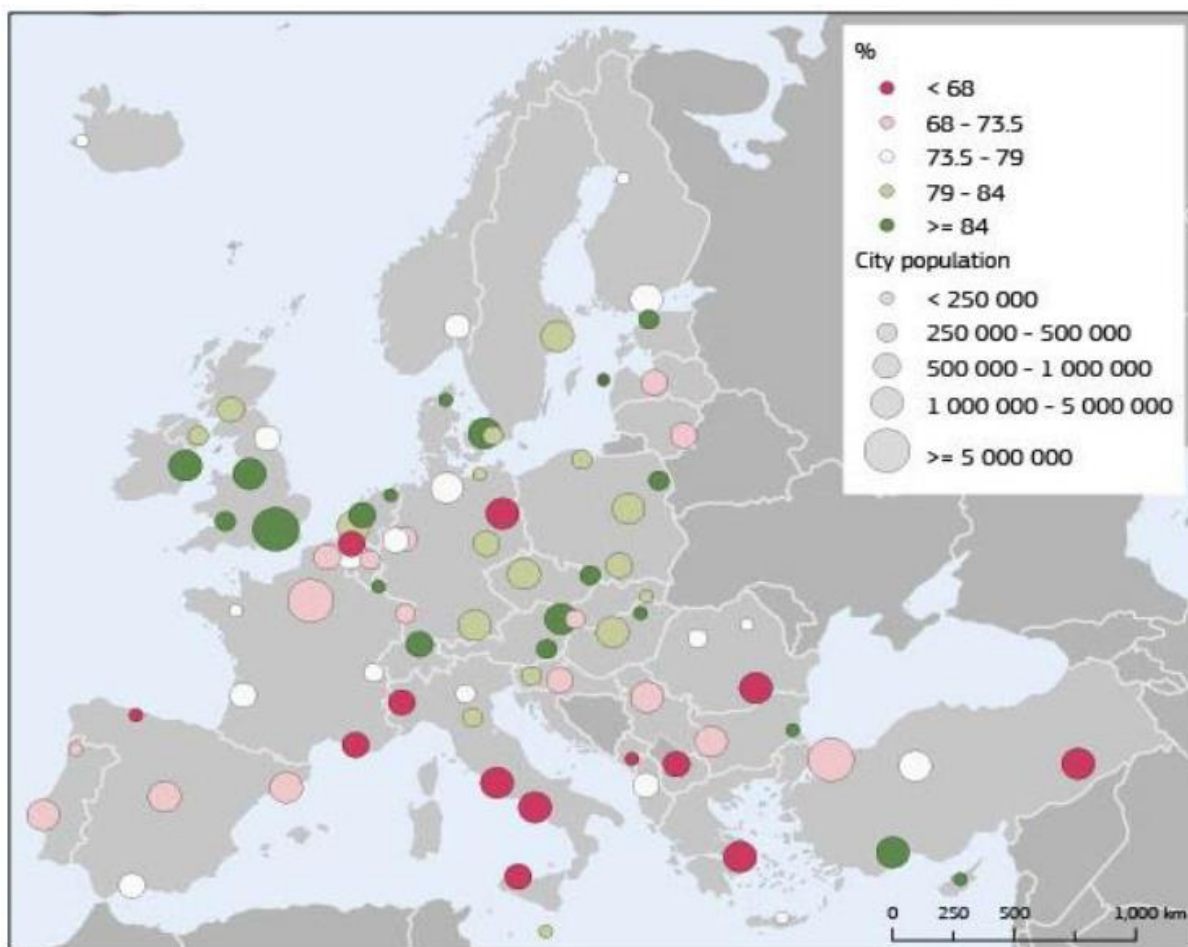 %
< 68
68 - 73.5
73.5 - 79
79 - 84
>= 84
City population
< 250 000
250 000 - 500 000
500 000 - 1 000 000
1 000 000 - 5 000 000
>= 5 000 000
0 250 500 1,000 km